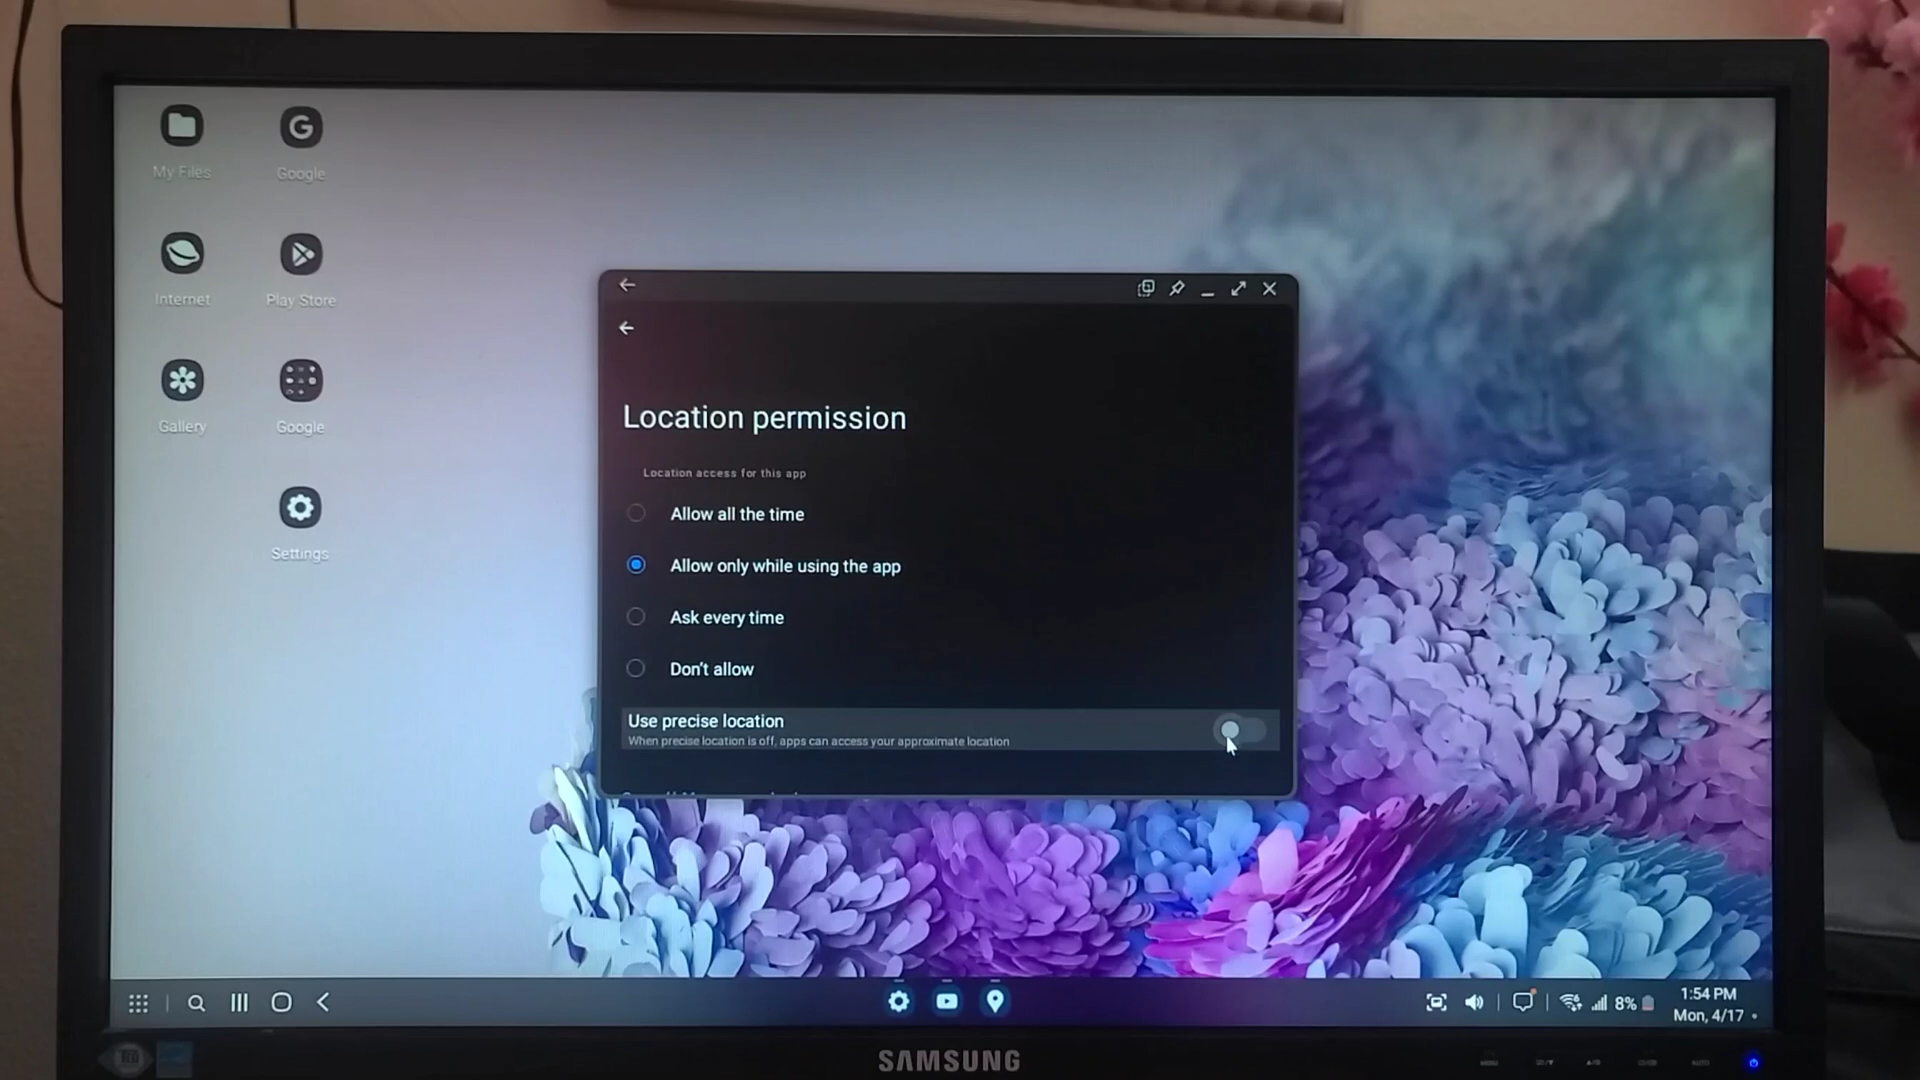 My Files
Google
Internet
Play Store
Gallery
Google
Settings
Location permission
Location access for this app
Allow all the time
Allow only while using the app
Ask every time
Don't allow
Use precise location
When precise location is off, apps can access your approximate location
8%
1:54 PM
Mon, 4/17
SAMSUNG
MENU
AUTO